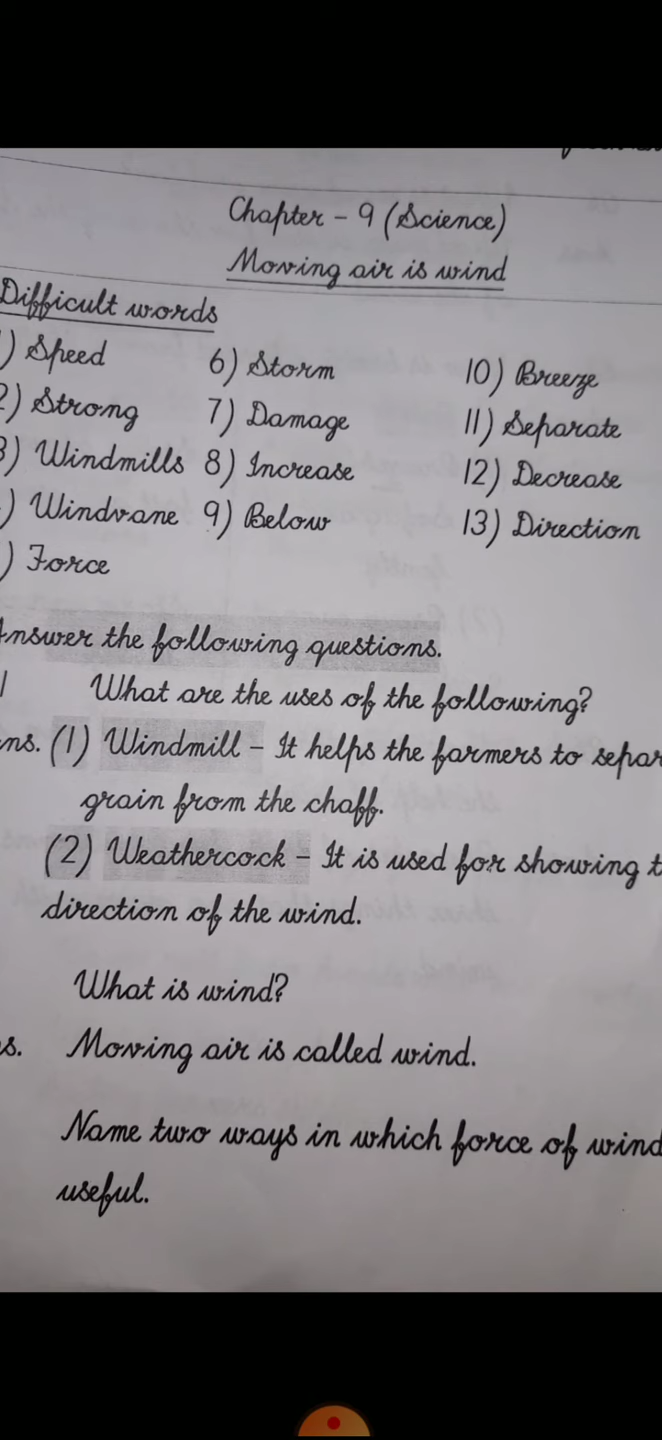 Chapter - 9 (Science)
Moving air is wind
Difficult words
) Speed 6) Storm 10) Breeze
2) Strong 7) Damage 11) Separate
3) Windmills 8) Increase 12) Decrease
) Windvane 9) Below 13) Direction
) Force
Answer the following questions.
What are the uses of the following?
ns. (1) Windmill - It helps the farmers to separ
grain from the chaff.
(2) Weathercock - It is used for showing t
direction of the wind.
What is wind?
s. Moving air is called wind.
Name two ways in which force of wind
useful.